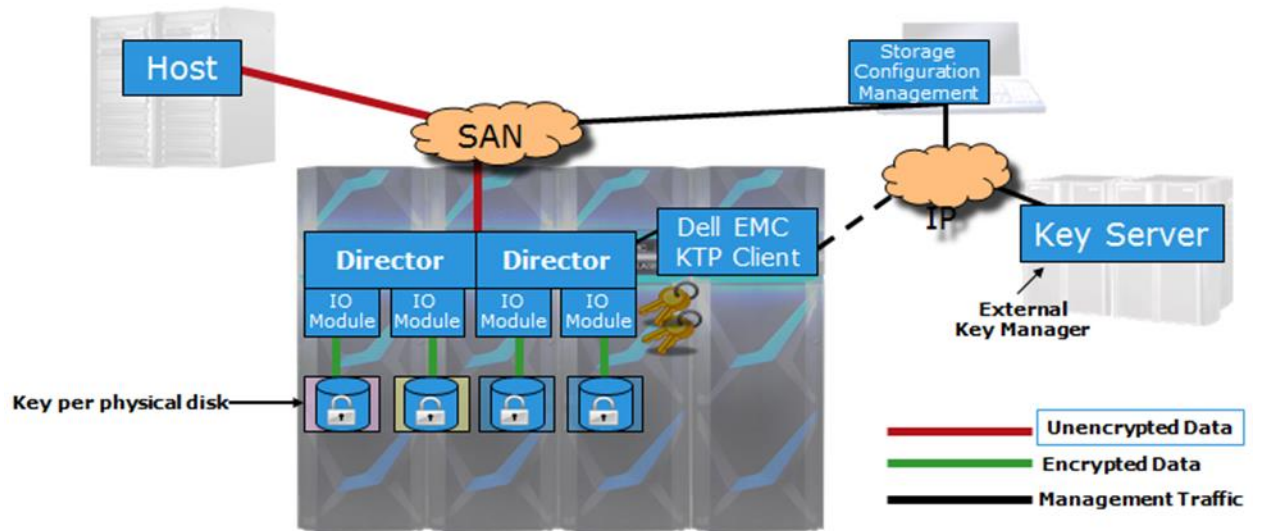 Host
Storage
Configuration
Management
SAN
IP
Dell EMC
KTP Client
Key Server
Director
Director
IO
Module
IO
Module
IO
Module
IO
Module
External
Key Manager
Key per physical disk
Unencrypted Data
Encrypted Data
Management Traffic